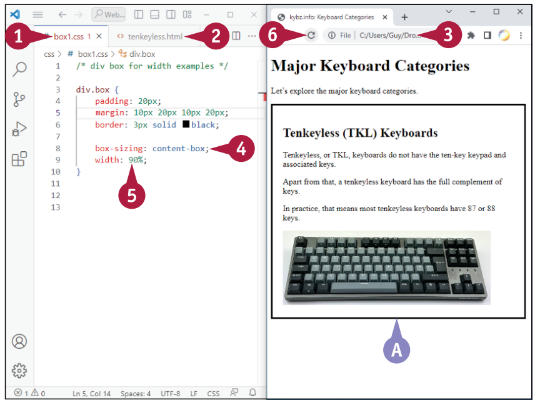 Web...
1
# box1.css 1 ×
<> tenkeyless.html
2
css > # box1.css > div.box
1 /* div box for width examples */
2
3 div.box {
4 padding: 20px;
5 margin: 10px 20px 10px 20px;
6 border: 3px solid black;
7
8 box-sizing: content-box;
4
9 width: 90%;
5
10 }
11
12
13
1 0
Ln 5, Col 14 Spaces: 4 UTF-8 LF CSS
kybz.info: Keyboard Categories × +
6
File C:/Users/Guy/Dro...
3
Major Keyboard Categories
Let's explore the major keyboard categories.
Tenkeyless (TKL) Keyboards
Tenkeyless, or TKL, keyboards do not have the ten-key keypad and
associated keys.
Apart from that, a tenkeyless keyboard has the full complement of
keys.
In practice, that means most tenkeyless keyboards have 87 or 88
keys.
A